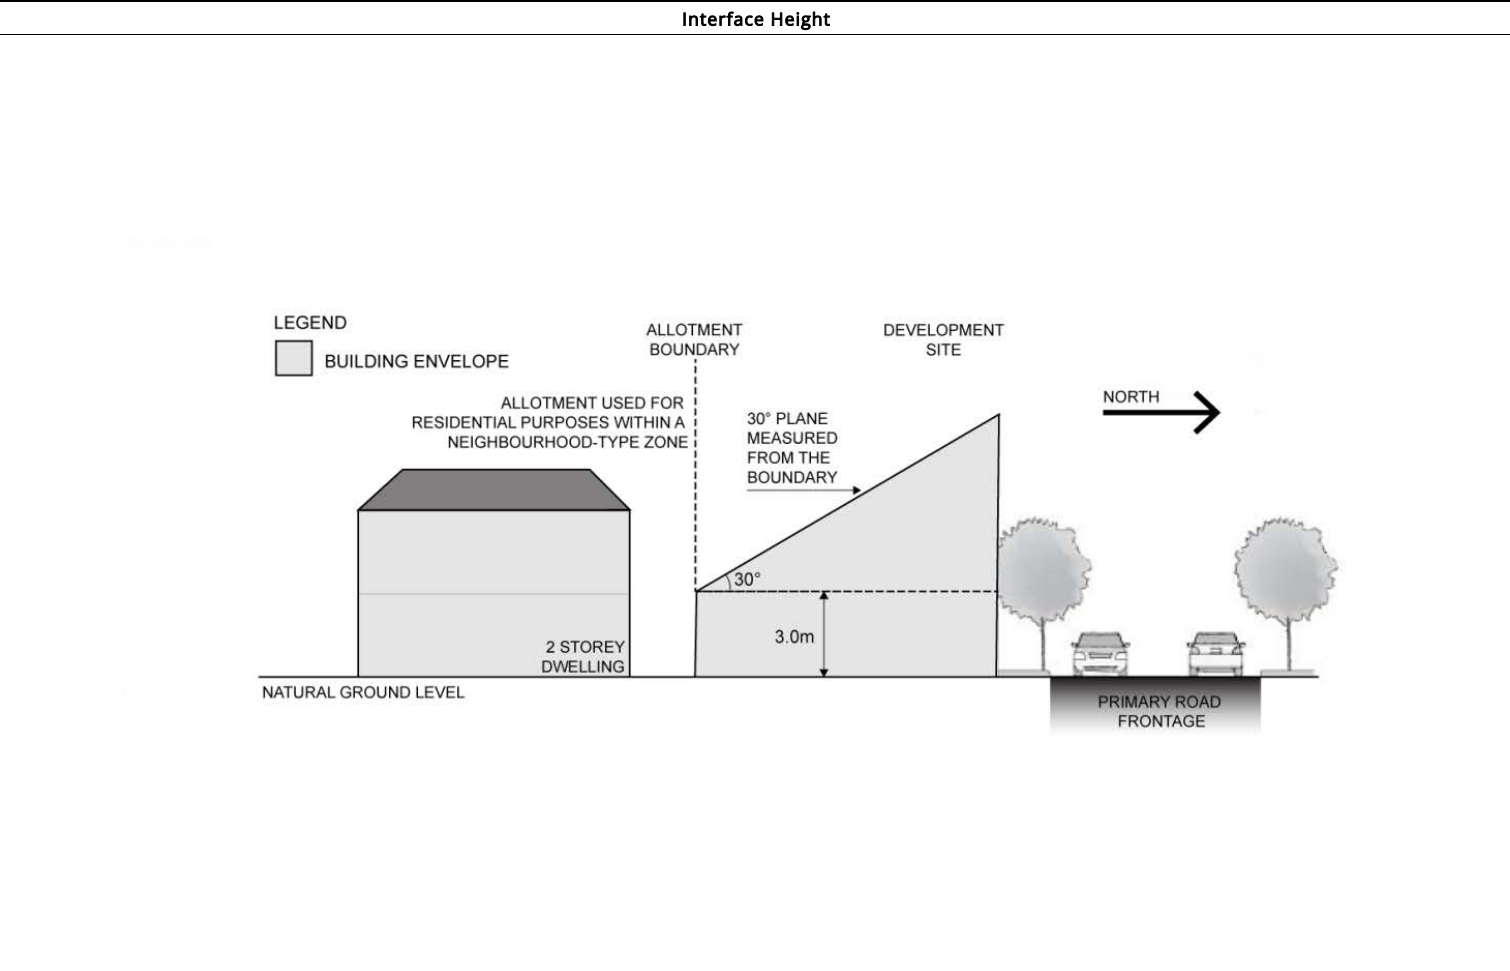 Interface Height
LEGEND
BUILDING ENVELOPE
ALLOTMENT
BOUNDARY
DEVELOPMENT
SITE
ALLOTMENT USED FOR
RESIDENTIAL PURPOSES WITHIN A
NEIGHBOURHOOD-TYPE ZONE
30° PLANE
MEASURED
FROM THE
BOUNDARY
NORTH
30°
3.0m
2 STOREY
DWELLING
NATURAL GROUND LEVEL
PRIMARY ROAD
FRONTAGE